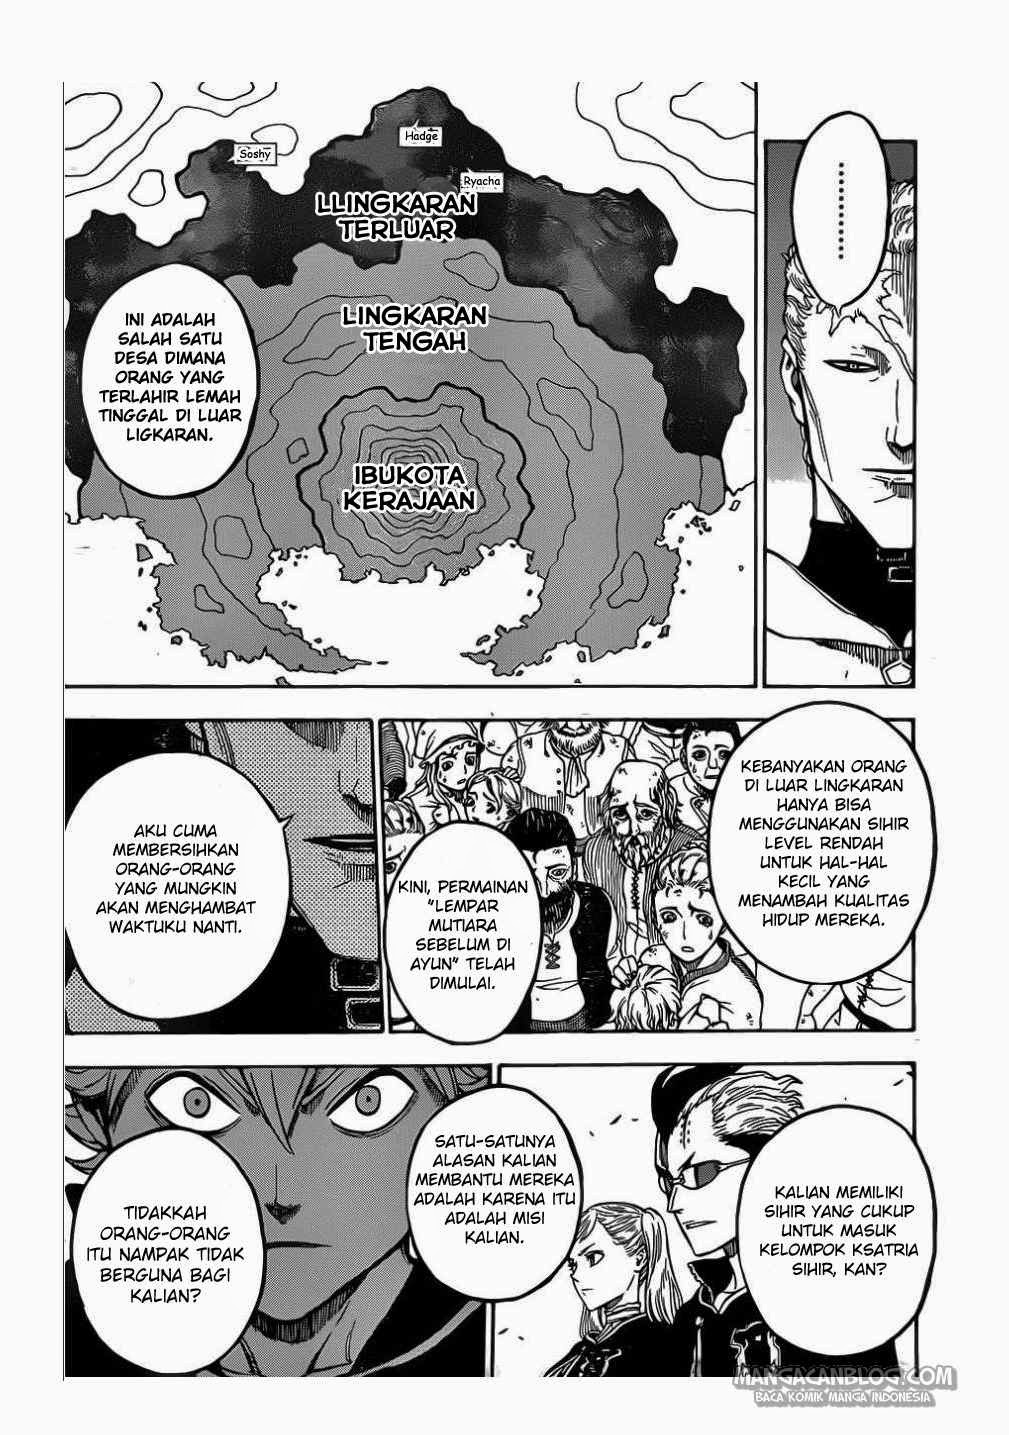 ...........
Soshy
Hadge
Ryacha
LLINGKARAN
TERLUAR
LINGKARAN
TENGAH
IBUKOTA
KERAJAAN
INI ADALAH
SALAH SATU
DESA DIMANA
ORANG YANG
TERLAHIR LEMAH
TINGGAL DI LUAR
LIGKARAN.
KEBANYAKAN ORANG
DI LUAR LINGKARAN
HANYA BISA
MENGGUNAKAN SIHIR
LEVEL RENDAH
UNTUK HAL-HAL
KECIL YANG
MENAMBAH KUALITAS
HIDUP MEREKA.
KINI, PERMAINAN
"LEMPAR
MUTIARA
SEBELUM DI
AYUN" TELAH
DIMULAI.
AKU CUMA
MEMBERSIHKAN
ORANG-ORANG
YANG MUNGKIN
AKAN MENGHAMBAT
WAKTUKU NANTI.
KALIAN MEMILIKI
SIHIR YANG CUKUP
UNTUK MASUK
KELOMPOK KSATRIA
SIHIR, KAN?
SATU-SATUNYA
ALASAN KALIAN
MEMBANTU MEREKA
ADALAH KARENA ITU
ADALAH MISI
KALIAN.
TIDAKKAH
ORANG-ORANG
ITU NAMPAK TIDAK
BERGUNA BAGI
KALIAN?
MANGACANBLOG.COM
BACA KOMIK MANGA INDONESIA